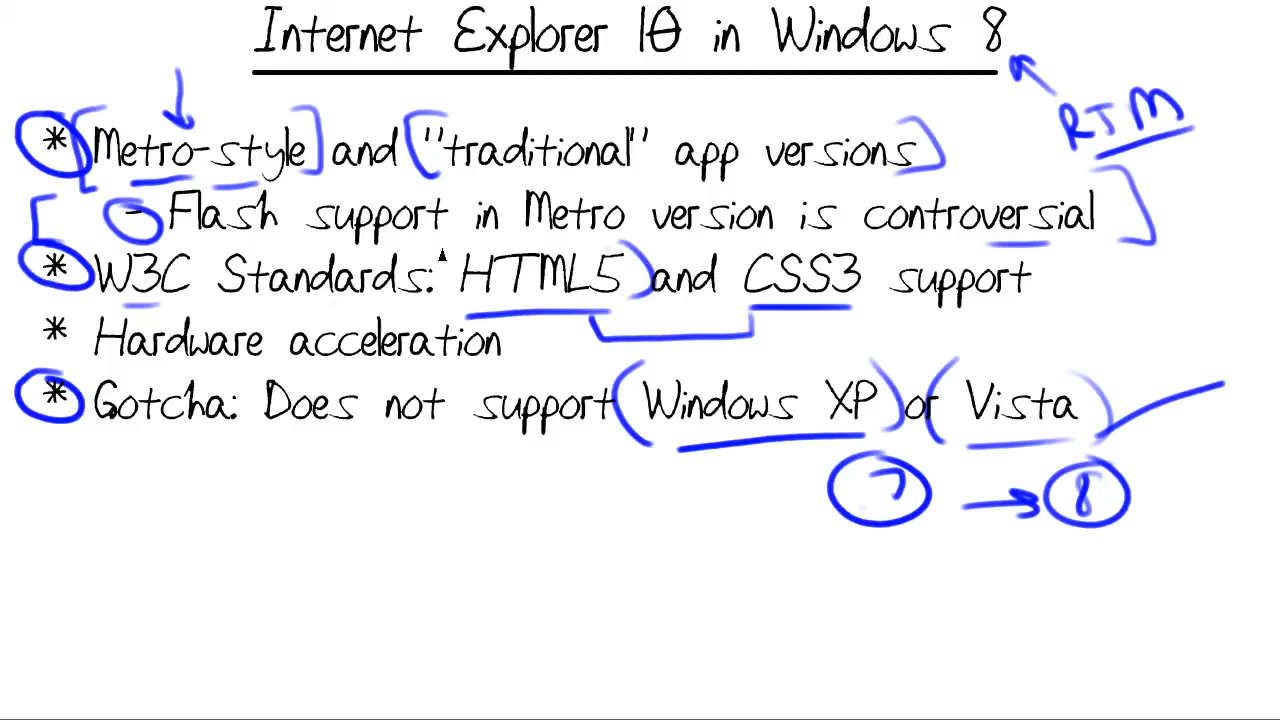 Internet Explorer 10 in Windows 8
RTM
* Metro-style and "traditional" app versions
- Flash support in Metro version is controversial
* W3C Standards: HTML5 and CSS3 support
* Hardware acceleration
* Gotcha: Does not support Windows XP or Vista
7 → 8